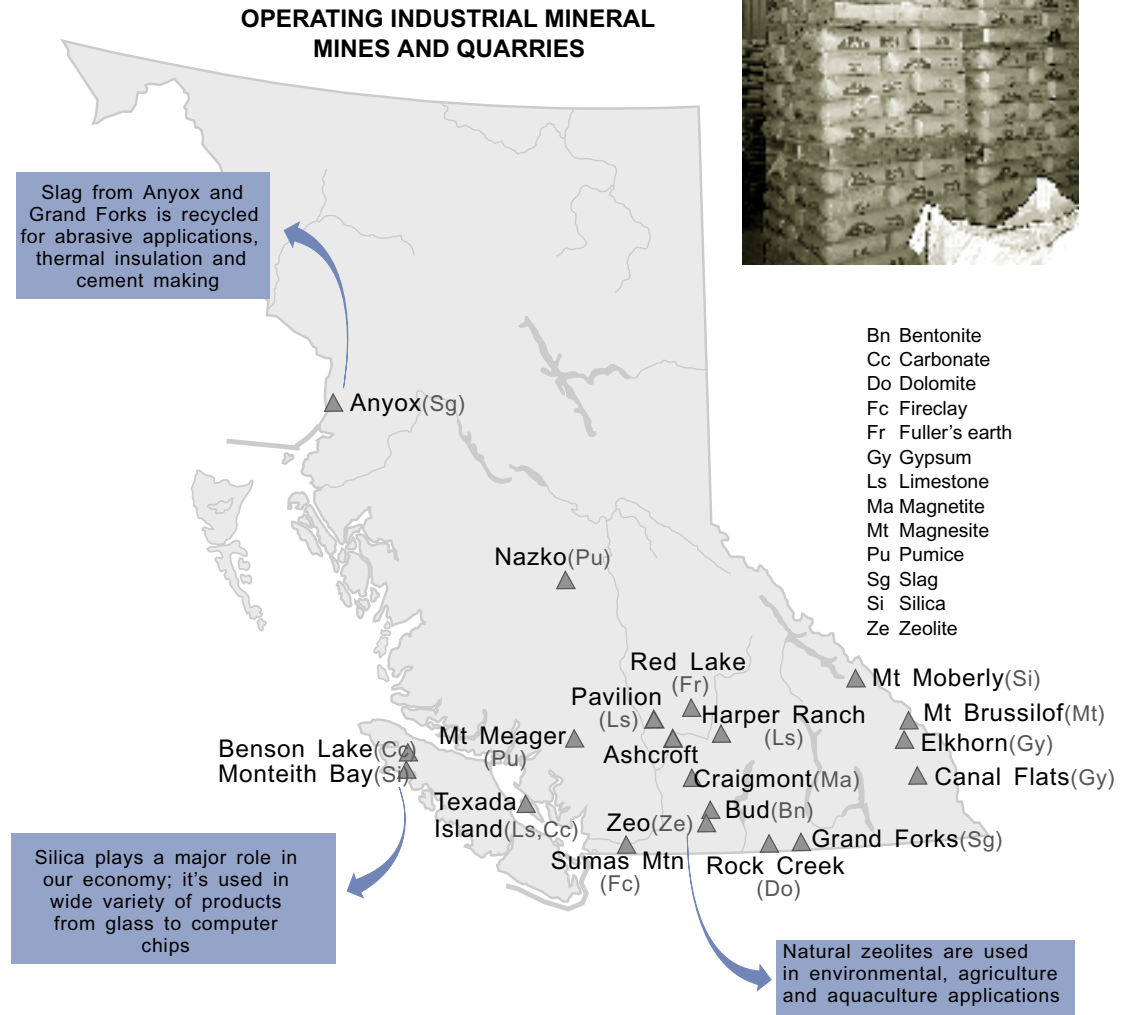 OPERATING INDUSTRIAL MINERAL
MINES AND QUARRIES
Slag from Anyox and
Grand Forks is recycled
for abrasive applications,
thermal insulation and
cement making
Bn Bentonite
Cc Carbonate
Do Dolomite
Fc Fireclay
Fr Fuller's earth
Gy Gypsum
Ls Limestone
Ma Magnetite
Mt Magnesite
Pu Pumice
Sg Slag
Si Silica
Ze Zeolite
Anyox(Sg)
Nazko(Pu)
Red Lake
(Fr)
Mt Moberly(Si)
Pavilion
(Ls)
Harper Ranch
(Ls)
Mt Brussilof(Mt)
Mt Meager
(Pu)
Elkhorn(Gy)
Benson Lake(Cc)
Ashcroft
Monteith Bay(Si)
Craigmont(Ma)
Canal Flats(Gy)
Texada
Island(Ls,Cc)
Bud(Bn)
Zeo(Ze)
Grand Forks(Sg)
Sumas Mtn
(Fc)
Rock Creek
(Do)
Silica plays a major role in
our economy; it's used in
wide variety of products
from glass to computer
chips
Natural zeolites are used
in environmental, agriculture
and aquaculture applications